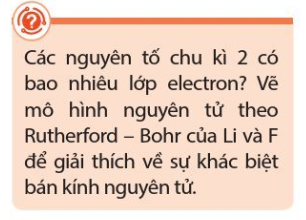 Các nguyên tố chu kì 2 có
bao nhiêu lớp electron? Vẽ
mô hình nguyên tử theo
Rutherford – Bohr của Li và F
để giải thích về sự khác biệt
bán kính nguyên tử.